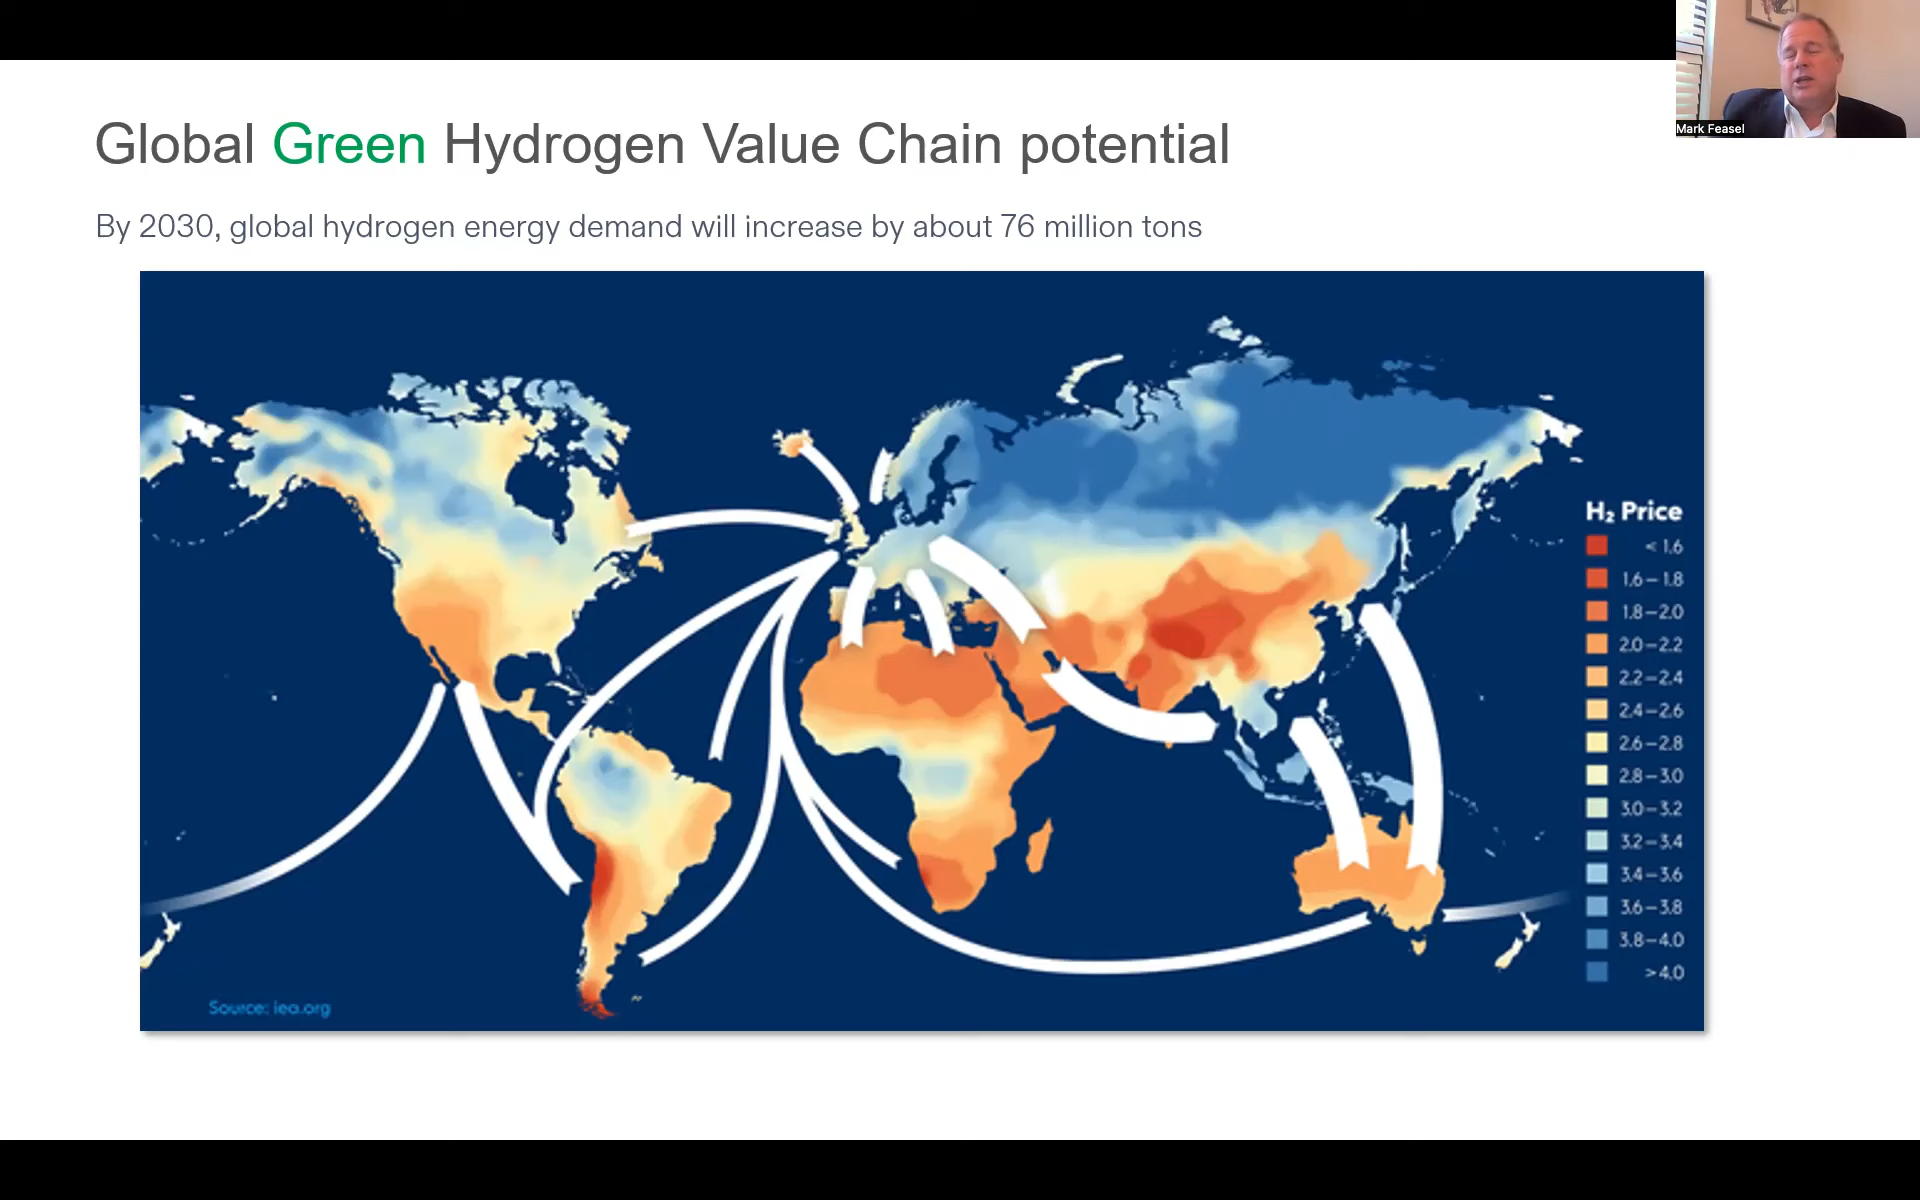 Mark Feasel
Global Green Hydrogen Value Chain potential
By 2030, global hydrogen energy demand will increase by about 76 million tons
H₂ Price
< 1.6
1.6–1.8
1.8–2.0
2.0–2.2
2.2–2.4
2.4–2.6
2.6–2.8
2.8–3.0
3.0–3.2
3.2–3.4
3.4–3.6
3.6–3.8
3.8–4.0
>4.0
Source: iea.org